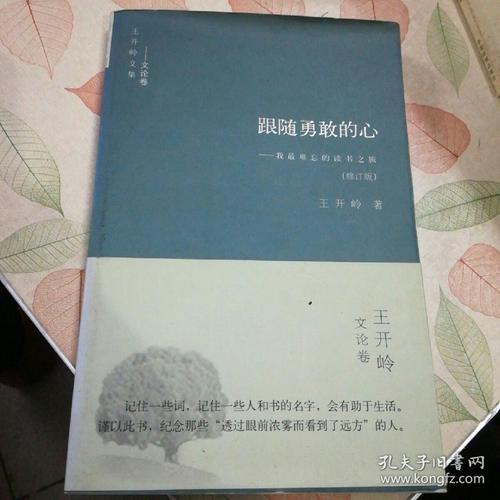 王开岭文集
——文论卷
跟随勇敢的心
——我最难忘的读书之旅
(修订版)
王开岭 著
王开岭
文论卷
记住一些词，记住一些人和书的名字，会有助于生活。
谨以此书，纪念那些“透过眼前浓雾而看到了远方”的人。
孔夫子旧书网
kongfz.com